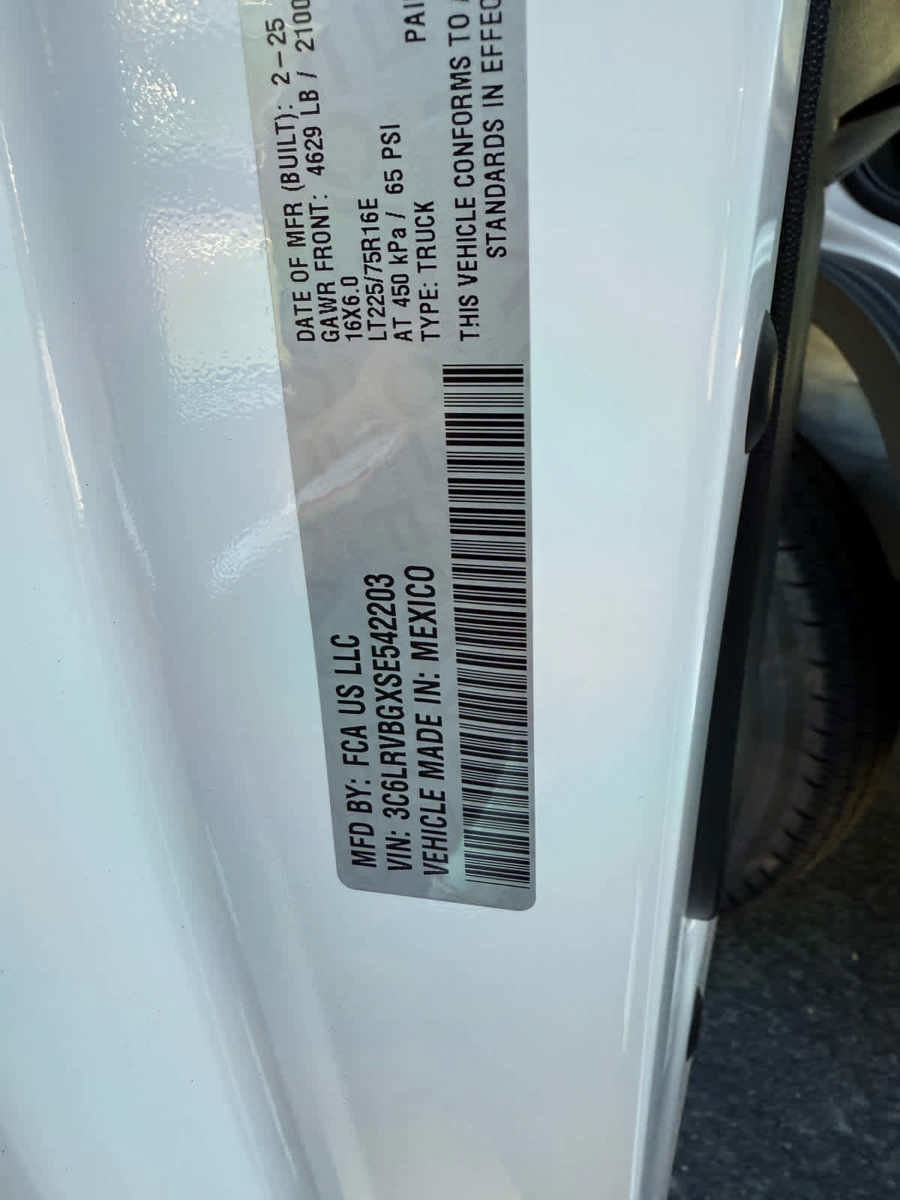 MFD BY: FCA US LLC
VIN: 3C6LRVBGXSE542203
VEHICLE MADE IN: MEXICO
DATE OF MFR (BUILT): 2-25
GAWR FRONT: 4629 LB / 2100
16X6.0
LT225/75R16E
AT 450 kPa / 65 PSI
TYPE: TRUCK
THIS VEHICLE CONFORMS TO
STANDARDS IN